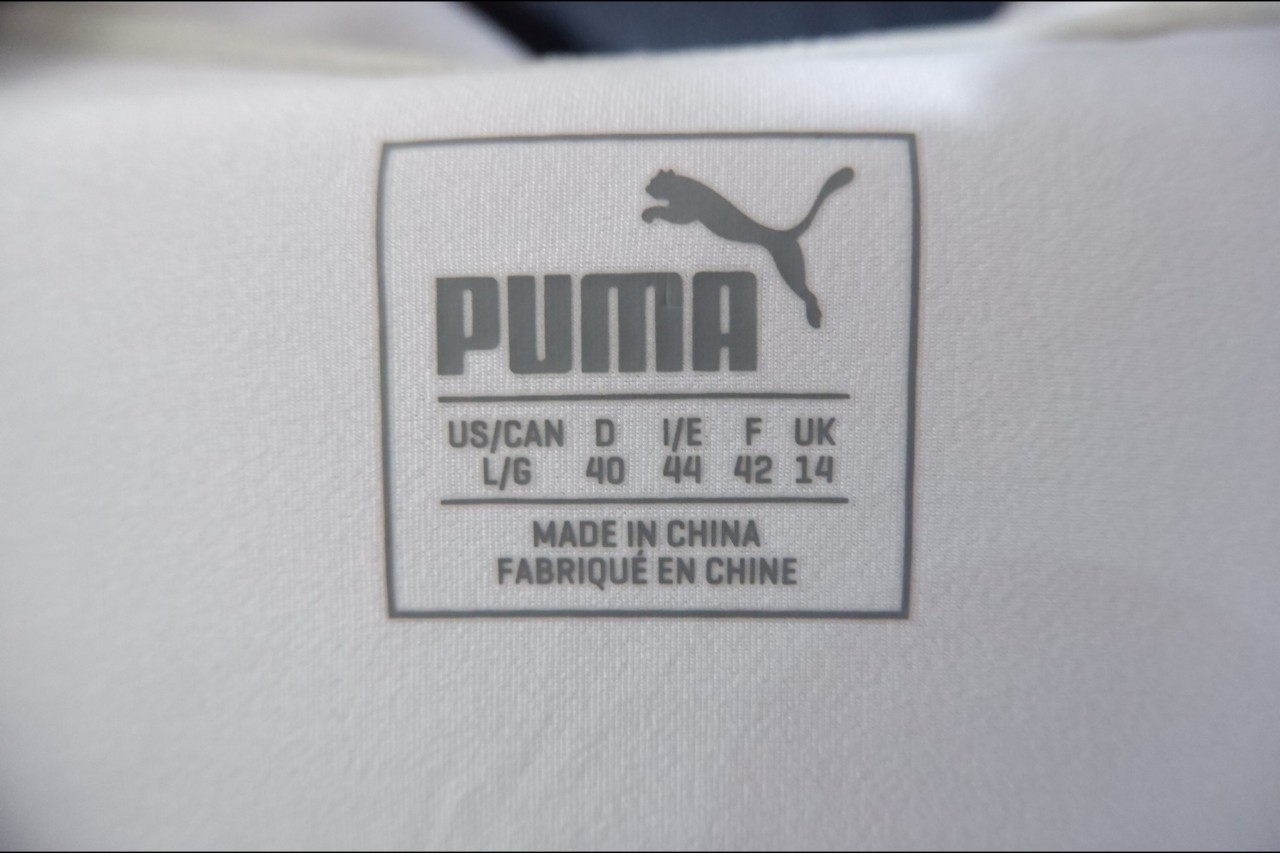 PUMA
US/CAN D I/E F UK
L/G 40 44 42 14
MADE IN CHINA
FABRIQUÉ EN CHINE